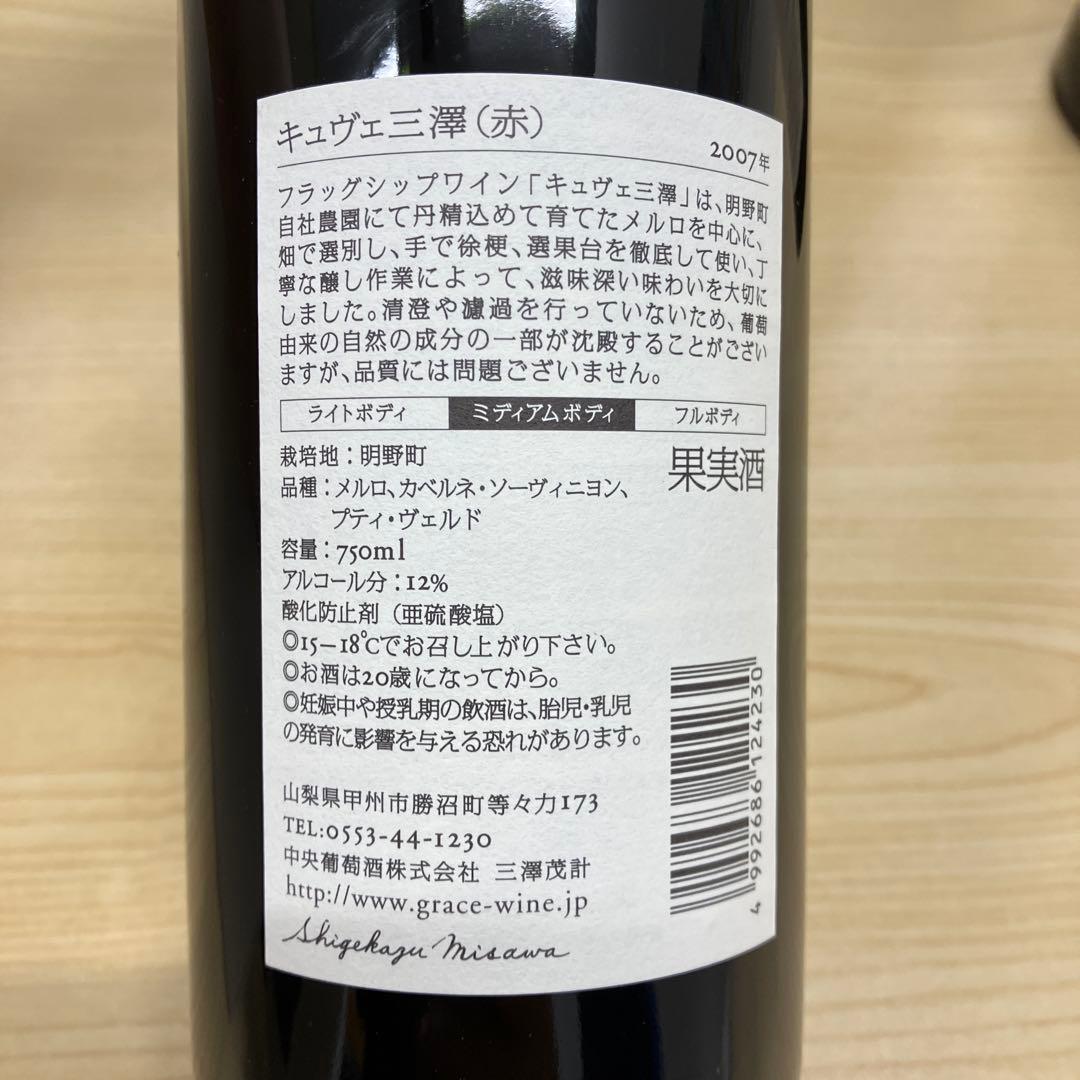 キュヴェ三澤（赤）
2007年
フラッグシップワイン「キュヴェ三澤」は、明野町
自社農園にて丹精込めて育てたメルロを中心に、
畑で選別し、手で徐梗、選果台を徹底して使い、丁
寧な醸し作業によって、滋味深い味わいを大切に
しました。清澄や濾過を行っていないため、葡萄
由来の自然の成分の一部が沈殿することがござい
ますが、品質には問題ございません。
ライトボディ ミディアムボディ フルボディ
栽培地：明野町
果実酒
品種：メルロ、カベルネ・ソーヴィニヨン、
プティ・ヴェルド
容量：750ml
アルコール分：12%
酸化防止剤（亜硫酸塩）
◎15–18℃でお召し上がり下さい。
◎お酒は20歳になってから。
◎妊娠中や授乳期の飲酒は、胎児・乳児
の発育に影響を与える恐れがあります。
山梨県甲州市勝沼町等々力173
TEL:0553-44-1230
中央葡萄酒株式会社 三澤茂計
http://www.grace-wine.jp
Shigekazu Misawa
4 992686 124230